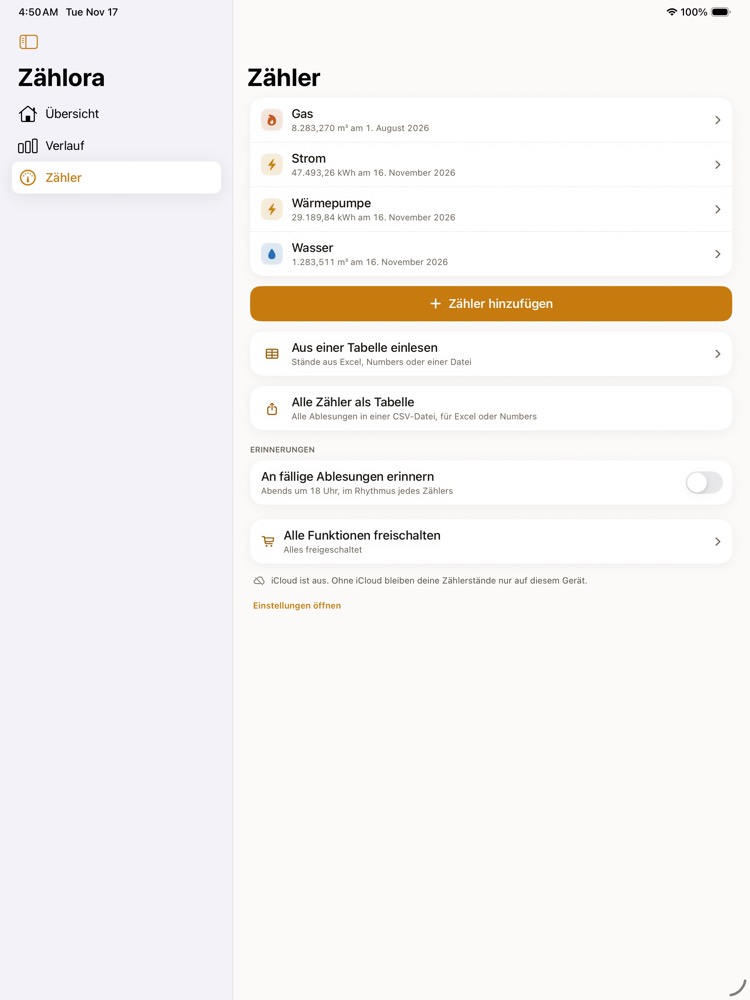 4:50 AM Tue Nov 17
100%
Zählora
Übersicht
Verlauf
Zähler
Zähler
Gas
8.283,270 m³ am 1. August 2026
Strom
47.493,26 kWh am 16. November 2026
Wärmepumpe
29.189,84 kWh am 16. November 2026
Wasser
1.283,511 m³ am 16. November 2026
Zähler hinzufügen
Aus einer Tabelle einlesen
Stände aus Excel, Numbers oder einer Datei
Alle Zähler als Tabelle
Alle Ablesungen in einer CSV-Datei, für Excel oder Numbers
ERINNERUNGEN
An fällige Ablesungen erinnern
Abends um 18 Uhr, im Rhythmus jedes Zählers
Alle Funktionen freischalten
Alles freigeschaltet
iCloud ist aus. Ohne iCloud bleiben deine Zählerstände nur auf diesem Gerät.
Einstellungen öffnen